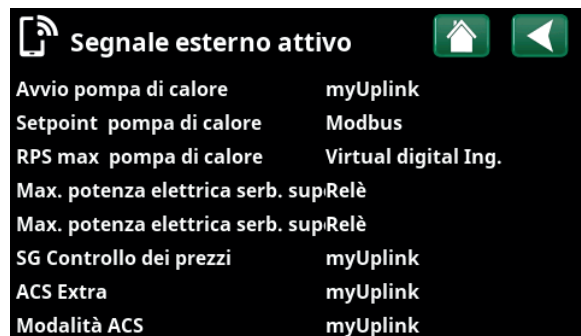 Segnale esterno attivo
Avvio pompa di calore myUplink
Setpoint pompa di calore Modbus
RPS max pompa di calore Virtual digital Ing.
Max. potenza elettrica serb. sup Relè
Max. potenza elettrica serb. sup Relè
SG Controllo dei prezzi myUplink
ACS Extra myUplink
Modalità ACS myUplink